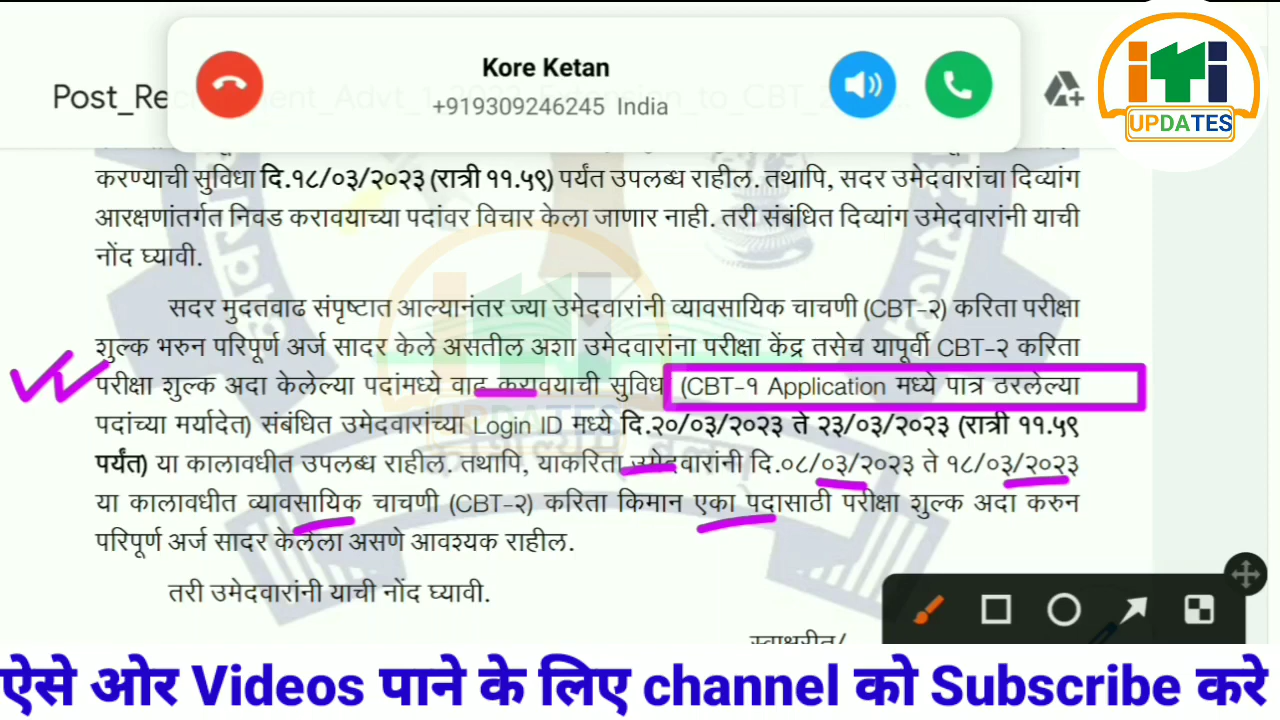 Kore Ketan
+919309246245 India
Post_Re
iTi
UPDATES
करण्याची सुविधा दि.१८/०३/२०२३ (रात्री ११.५९) पर्यंत उपलब्ध राहील. तथापि, सदर उमेदवारांचा दिव्यांग
आरक्षणांतर्गत निवड करावयाच्या पदांवर विचार केला जाणार नाही. तरी संबंधित दिव्यांग उमेदवारांनी याची
नोंद घ्यावी.
सदर मुदतवाढ संपृष्टात आल्यानंतर ज्या उमेदवारांनी व्यावसायिक चाचणी (CBT-२) करिता परीक्षा
शुल्क भरुन परिपूर्ण अर्ज सादर केले असतील अशा उमेदवारांना परीक्षा केंद्र तसेच यापूर्वी CBT-२ करिता
परीक्षा शुल्क अदा केलेल्या पदांमध्ये वाढ करावयाची सुविधा (CBT-१ Application मध्ये पात्र ठरलेल्या
पदांच्या मर्यादेत) संबंधित उमेदवारांच्या Login ID मध्ये दि.२०/०३/२०२३ ते २३/०३/२०२३ (रात्री ११.५९
पर्यंत) या कालावधीत उपलब्ध राहील. तथापि, याकरिता उमेदवारांनी दि.०८/०३/२०२३ ते १८/०३/२०२३
या कालावधीत व्यावसायिक चाचणी (CBT-२) करिता किमान एका पदासाठी परीक्षा शुल्क अदा करुन
परिपूर्ण अर्ज सादर केलेला असणे आवश्यक राहील.
तरी उमेदवारांनी याची नोंद घ्यावी.
स्वाक्षरीत/
ऐसे ओर Videos पाने के लिए channel को Subscribe करे